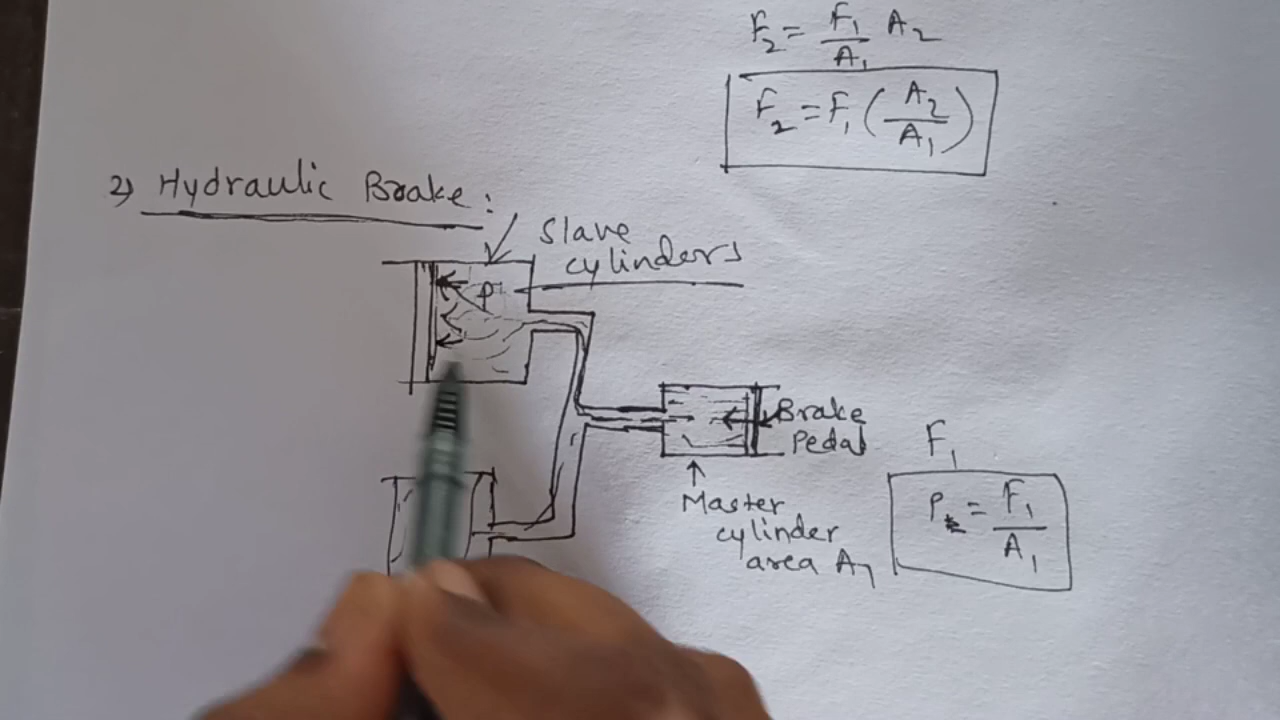 F₂ = F₁/A₁ A₂
F₂ = F₁ (A₂/A₁)
2) Hydraulic Brake:
Slave
cylinders
P
Brake
Pedal
Master
cylinder
area A₁
F₁
P = F₁/A₁